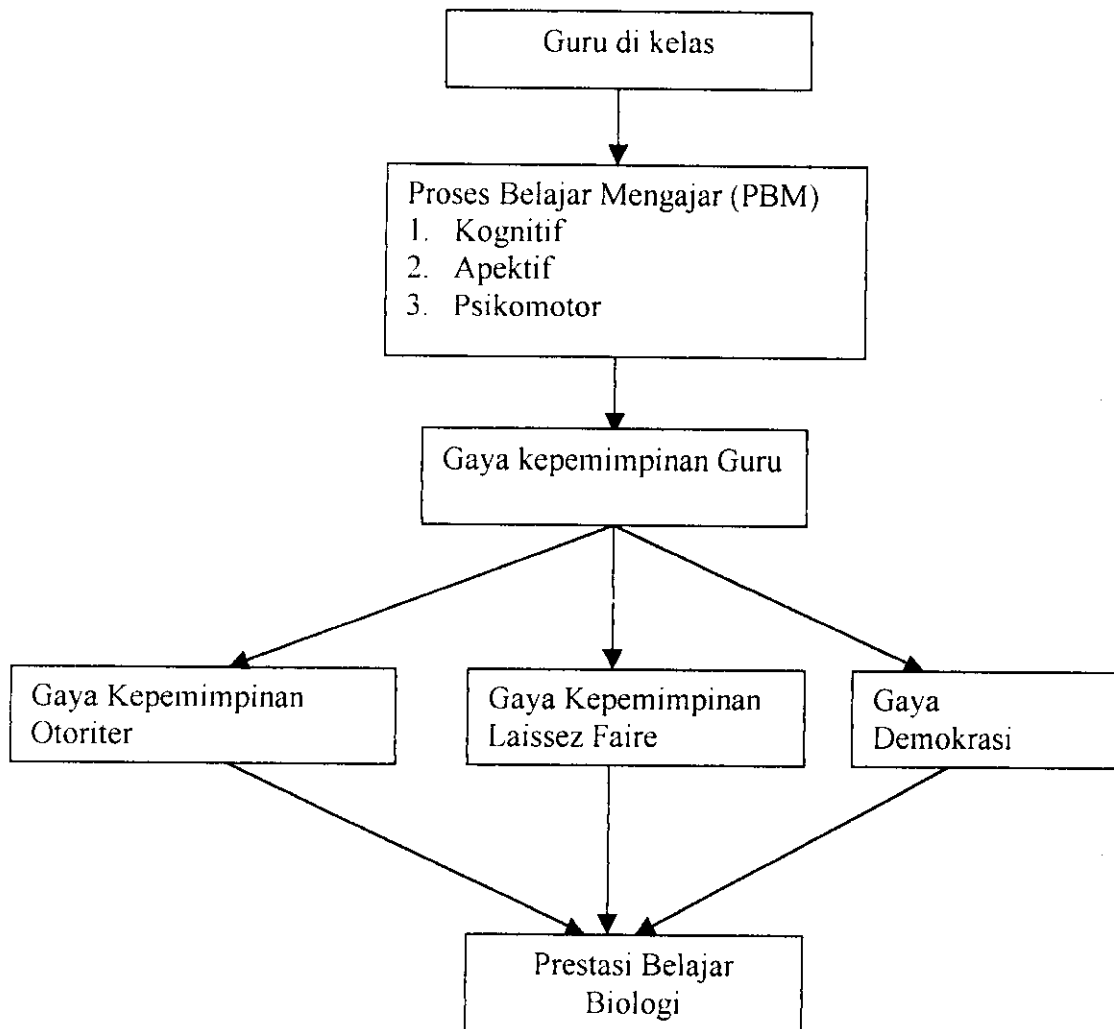 Guru di kelas
Proses Belajar Mengajar (PBM)
1. Kognitif
2. Apektif
3. Psikomotor
Gaya kepemimpinan Guru
Gaya Kepemimpinan
Otoriter
Gaya Kepemimpinan
Laissez Faire
Gaya
Demokrasi
Prestasi Belajar
Biologi